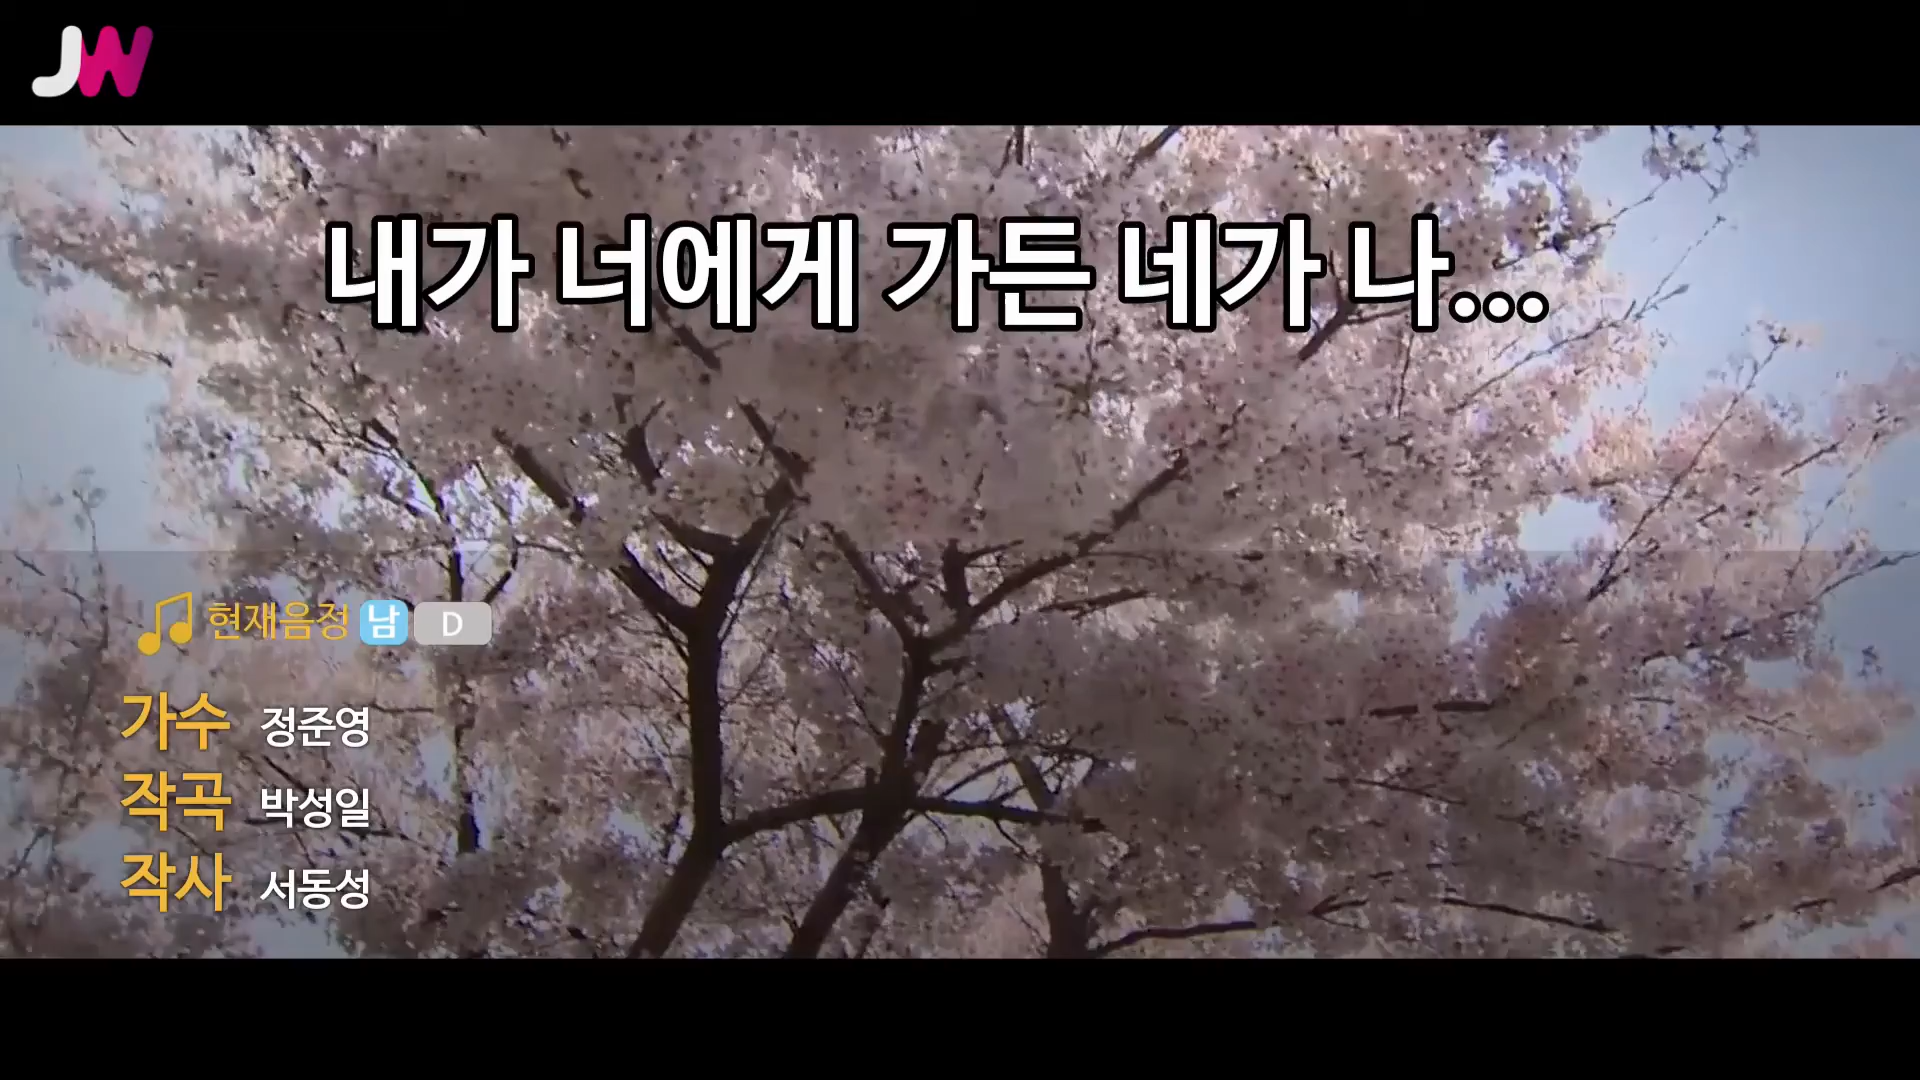 JW
내가 너에게 가든 네가 나...
현재음정 남 D
가수 정준영
작곡 박성일
작사 서동성